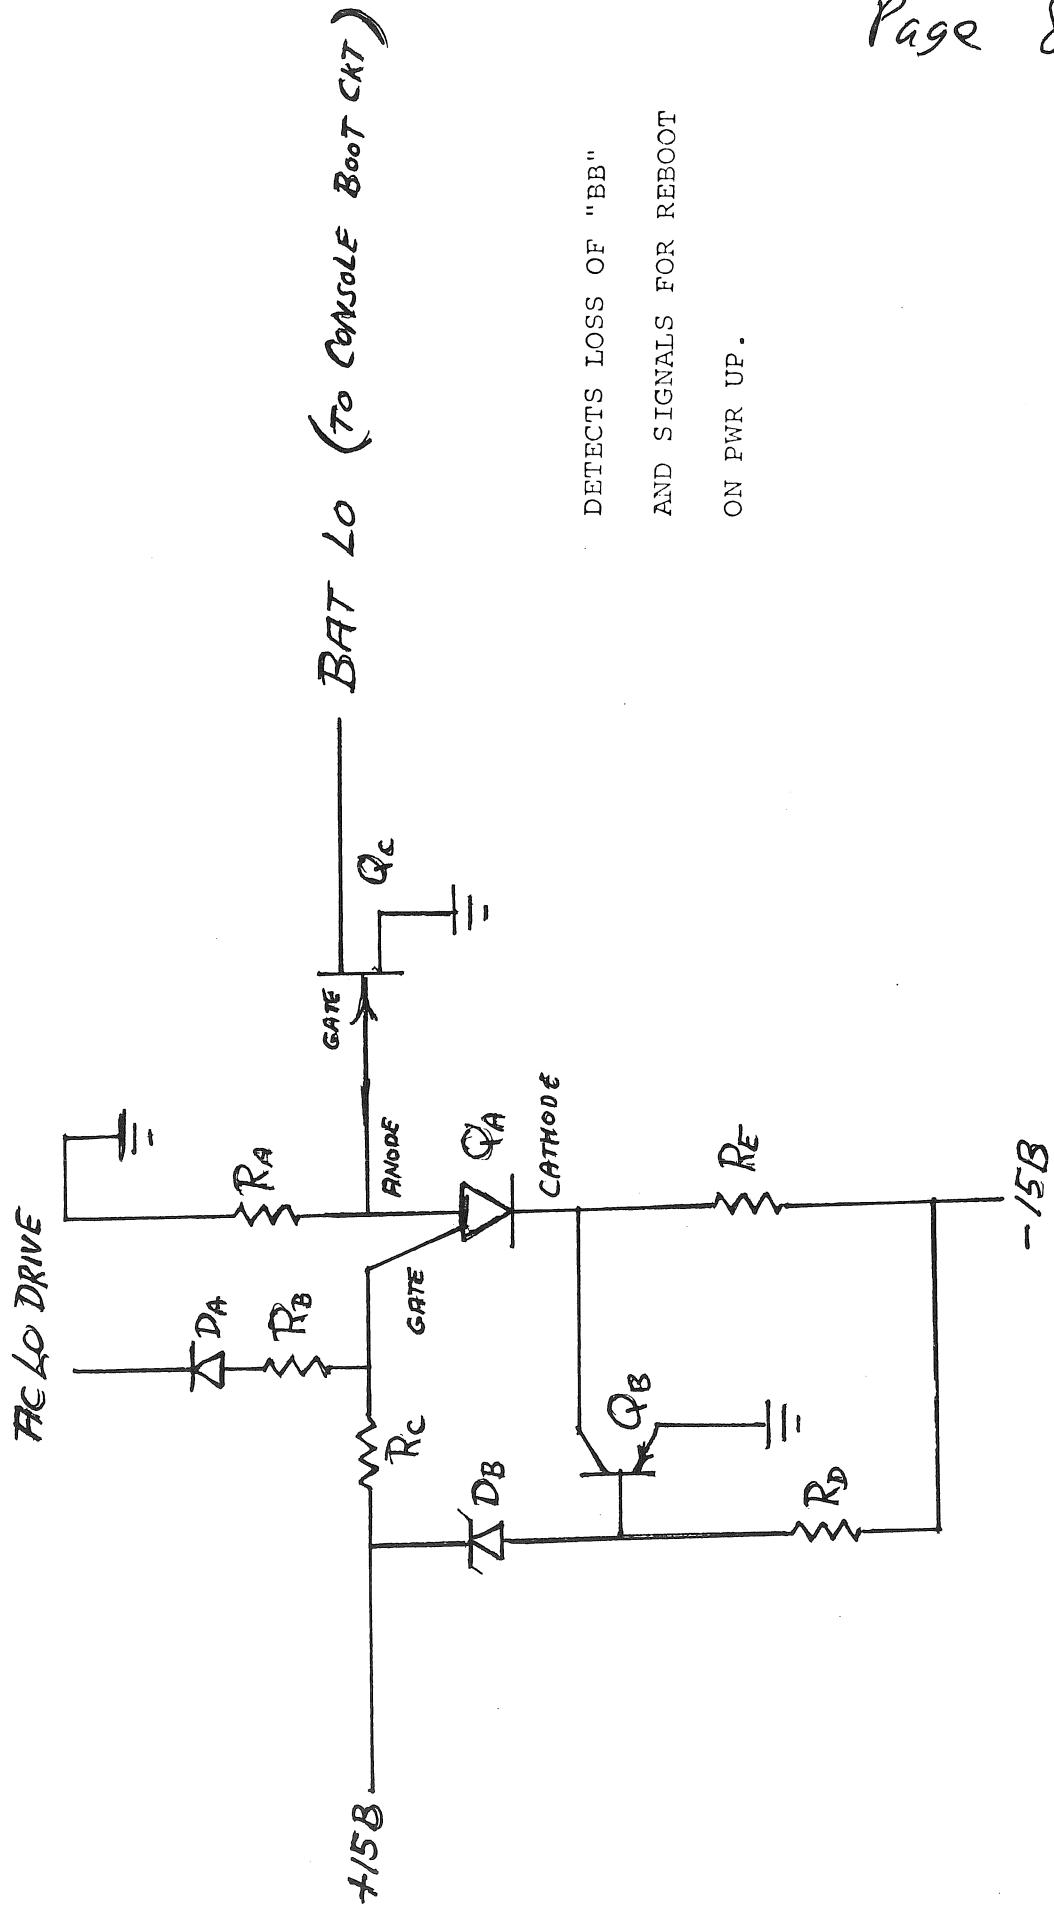 Page 8
AC LO DRIVE
DA
RB
RA
+15B
RC
GATE
ANODE
GATE
QC
BAT LO (TO CONSOLE BOOT CKT)
DB
QA
CATHODE
QB
RD
RE
-15B
DETECTS LOSS OF "BB"
AND SIGNALS FOR REBOOT
ON PWR UP.